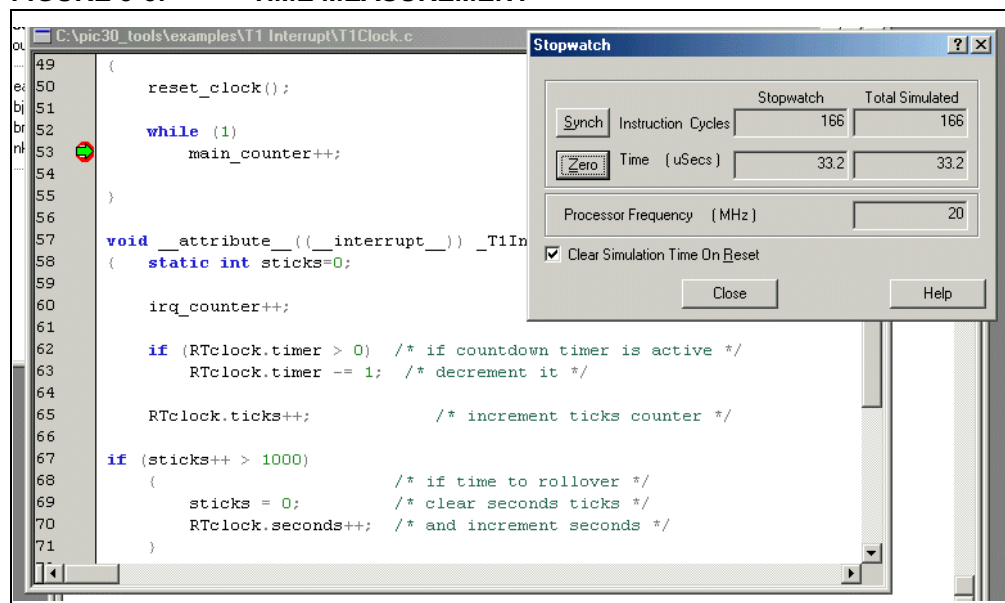 C:\pic30_tools\examples\T1 Interrupt\T1Clock.c
49 {
50 reset_clock();
51
52 while (1)
53 main_counter++;
54
55 }
56
57 void __attribute__((__interrupt__)) _T1In
58 { static int sticks=0;
59
60 irq_counter++;
61
62 if (RTclock.timer > 0) /* if countdown timer is active */
63 RTclock.timer -= 1; /* decrement it */
64
65 RTclock.ticks++; /* increment ticks counter */
66
67 if (sticks++ > 1000)
68 { /* if time to rollover */
69 sticks = 0; /* clear seconds ticks */
70 RTclock.seconds++; /* and increment seconds */
71 }
Stopwatch
Stopwatch Total Simulated
Synch Instruction Cycles 166 166
Zero Time (uSecs) 33.2 33.2
Processor Frequency (MHz) 20
Clear Simulation Time On Reset
Close Help